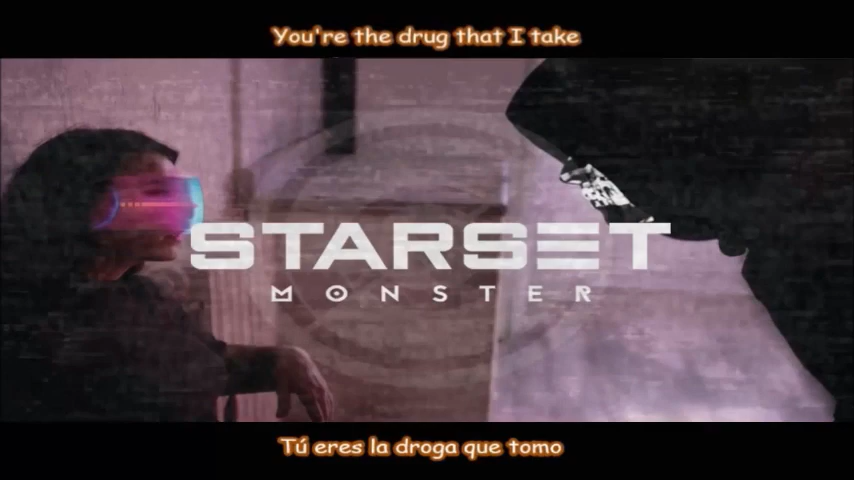 You're the drug that I take
STARSET
MONSTER
Tú eres la droga que tomo